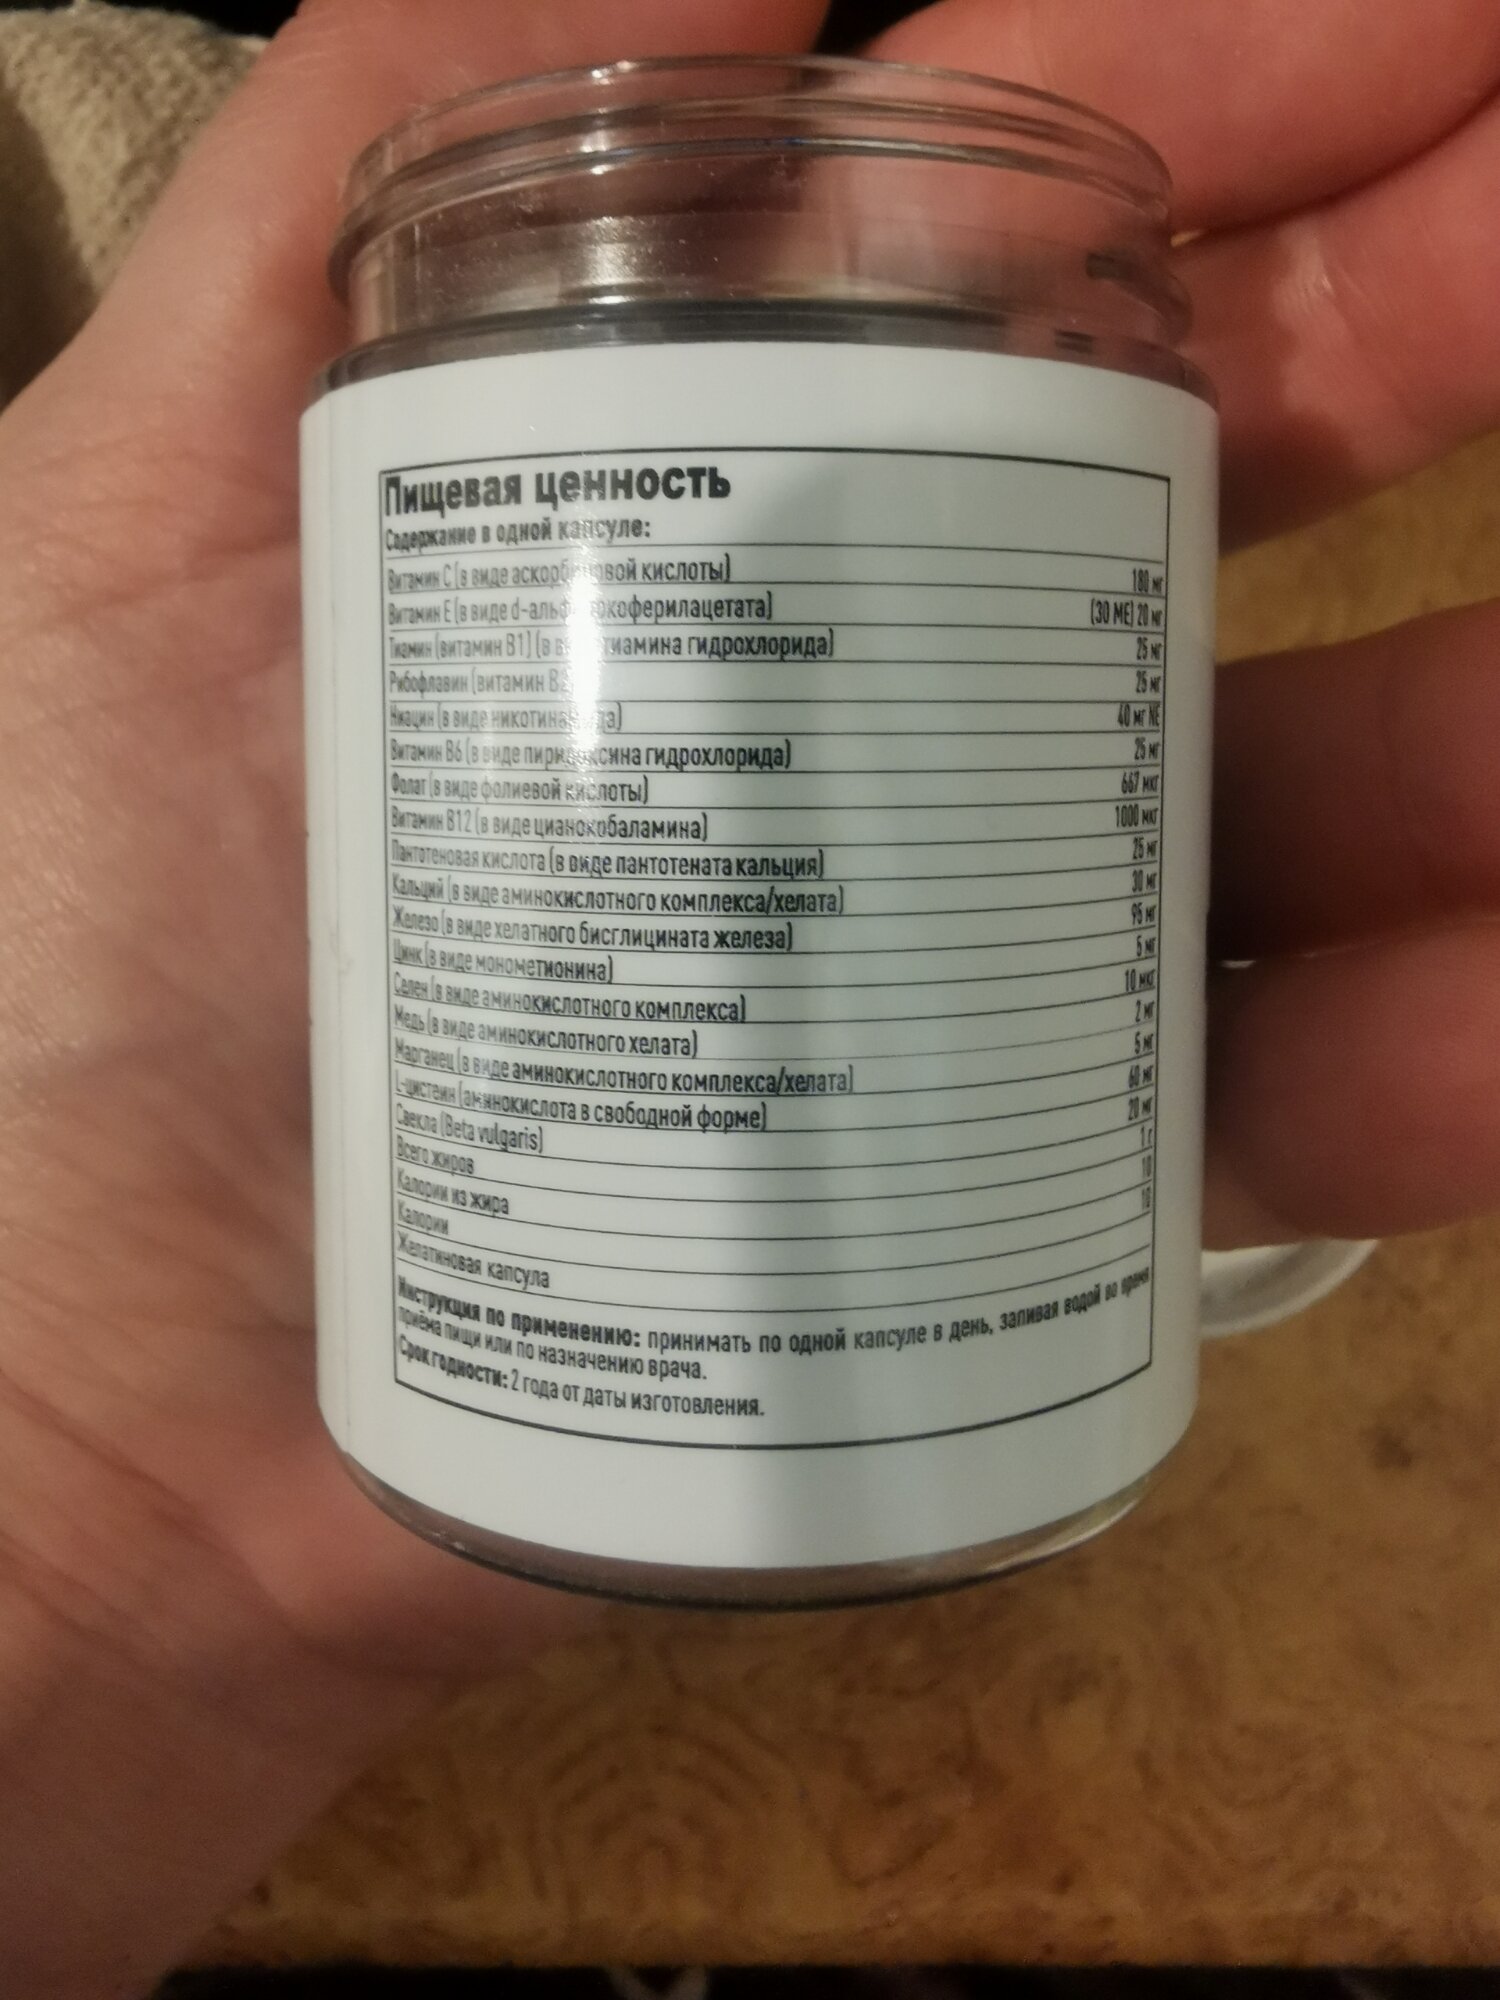 Пищевая ценность
Содержание в одной капсуле:
Витамин С (в виде аскорбиновой кислоты) 180 мг
Витамин Е (в виде d-альфа токоферилацетата) (30 МЕ) 20 мг
Тиамин (витамин В1) (в виде тиамина гидрохлорида) 25 мг
Рибофлавин (витамин В2) 25 мг
Ниацин (в виде никотинамида) 40 мг NE
Витамин В6 (в виде пиридоксина гидрохлорида) 25 мг
Фолат (в виде фолиевой кислоты) 667 мкг
Витамин В12 (в виде цианокобаламина) 1000 мкг
Пантотеновая кислота (в виде пантотената кальция) 25 мг
Кальций (в виде аминокислотного комплекса/хелата) 30 мг
Железо (в виде хелатного бисглицината железа) 95 мг
Цинк (в виде монометионина) 5 мг
Селен (в виде аминокислотного комплекса) 10 мкг
Медь (в виде аминокислотного хелата) 2 мг
Марганец (в виде аминокислотного комплекса/хелата) 5 мг
L-цистеин (аминокислота в свободной форме) 60 мг
Свекла (Beta vulgaris) 20 мг
Всего жиров 1 г
Калории из жира 10
Калории 10
Желатиновая капсула
Инструкция по применению: принимать по одной капсуле в день, запивая водой во время
приёма пищи или по назначению врача.
Срок годности: 2 года от даты изготовления.